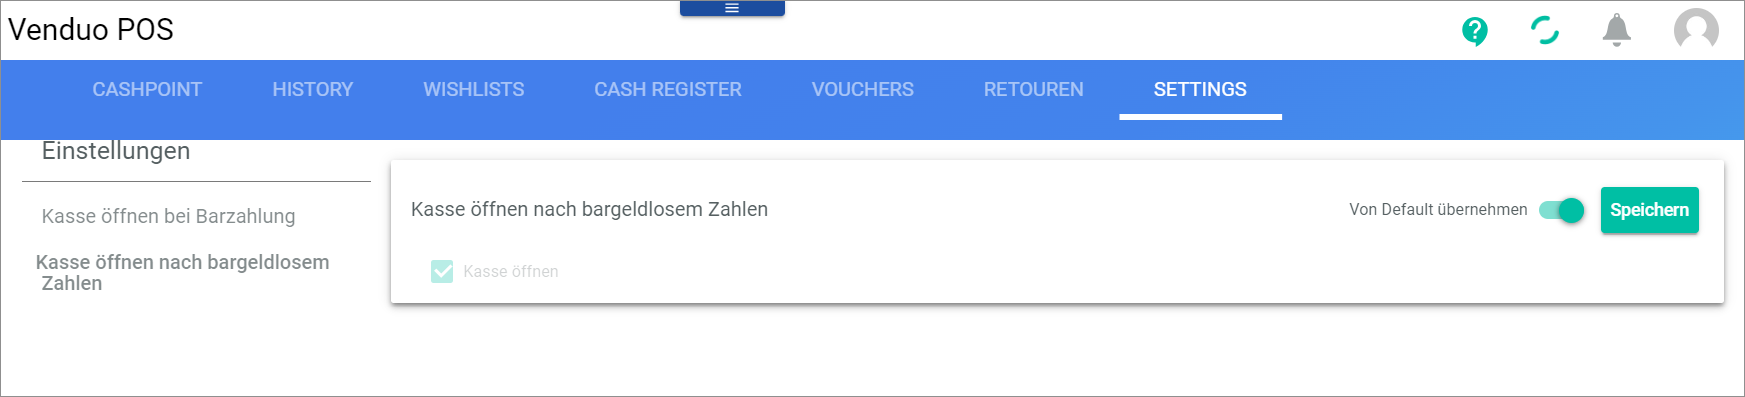 Venduo POS
CASHPOINT HISTORY WISHLISTS CASH REGISTER VOUCHERS RETOUREN SETTINGS
Einstellungen
Kasse öffnen bei Barzahlung
Kasse öffnen nach bargeldlosem
Zahlen
Kasse öffnen nach bargeldlosem Zahlen
Von Default übernehmen
Speichern
Kasse öffnen